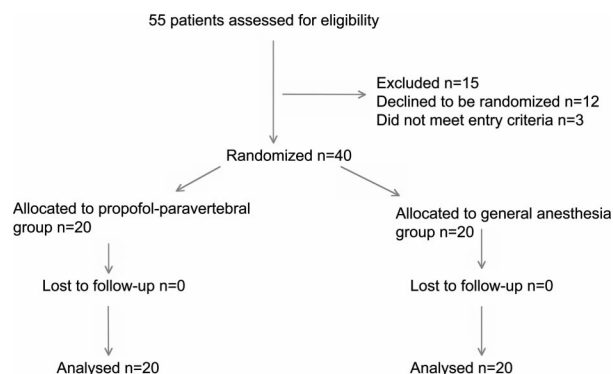 55 patients assessed for eligibility
Excluded n=15
Declined to be randomized n=12
Did not meet entry criteria n=3
Randomized n=40
Allocated to propofol-paravertebral
group n=20
Allocated to general anesthesia
group n=20
Lost to follow-up n=0
Lost to follow-up n=0
Analysed n=20
Analysed n=20